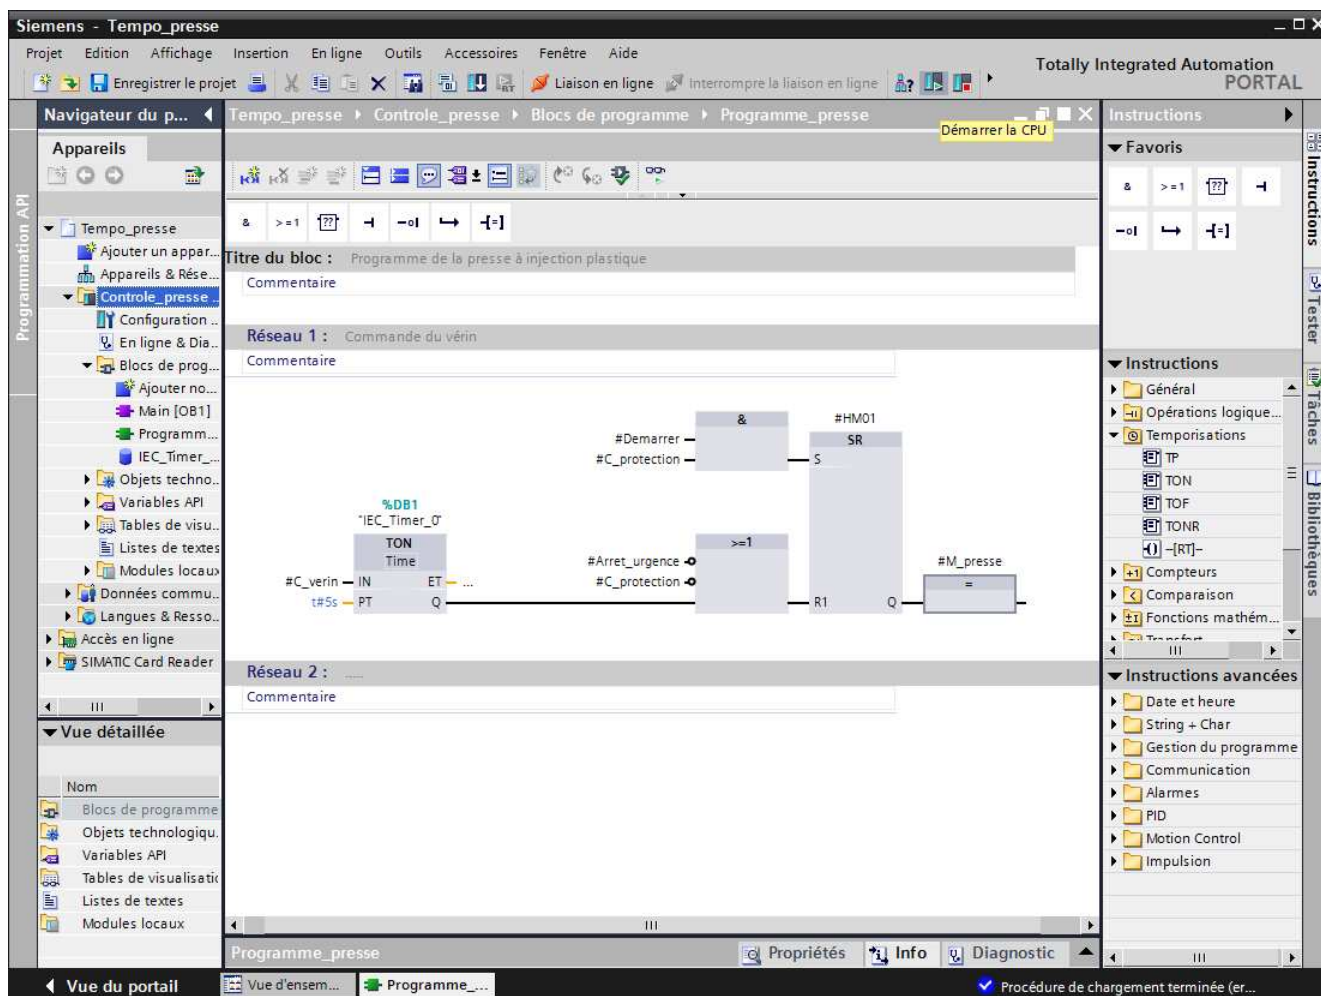 Siemens - Tempo_presse
Projet Edition Affichage Insertion En ligne Outils Accessoires Fenêtre Aide
Totally Integrated Automation
PORTAL
Enregistrer le projet
Liaison en ligne
Interrompre la liaison en ligne
Navigateur du p...
Tempo_presse Controle_presse Blocs de programme Programme_presse
Démarrer la CPU
Instructions
Appareils
Programmation API
Tempo_presse
Ajouter un appar...
Appareils & Rése...
Controle_presse ..
Configuration ..
En ligne & Dia..
Blocs de prog...
Ajouter no...
Main [OB1]
Programm...
IEC_Timer_...
Objets techno..
Variables API
Tables de visu..
Listes de textes
Modules locaux
Données commu..
Langues & Resso..
Accès en ligne
SIMATIC Card Reader
Vue détaillée
Nom
Blocs de programme
Objets technologiqu.
Variables API
Tables de visualisatio
Listes de textes
Modules locaux
& >=1 ?? -o| -[=]
Titre du bloc : Programme de la presse à injection plastique
Commentaire
Réseau 1 : Commande du vérin
Commentaire
&
#Demarrer
#C_protection
#HM01
SR
S
%DB1
"IEC_Timer_0"
TON
Time
#C_verin IN ET ...
t#5s PT Q
>=1
#Arret_urgence
#C_protection
R1 Q
#M_presse
=
Réseau 2 : .....
Commentaire
Programme_presse
Propriétés
Info
Diagnostic
Favoris
& >=1 ??
-o| -[=]
Instructions
Général
Opérations logique...
Temporisations
TP
TON
TOF
TONR
-[RT]-
Compteurs
Comparaison
Fonctions mathém...
Transfert
Instructions avancées
Date et heure
String + Char
Gestion du programme
Communication
Alarmes
PID
Motion Control
Impulsion
Instructions
Tester
Tâches
Bibliothèques
Vue du portail
Vue d'ensem...
Programme_...
Procédure de chargement terminée (er...